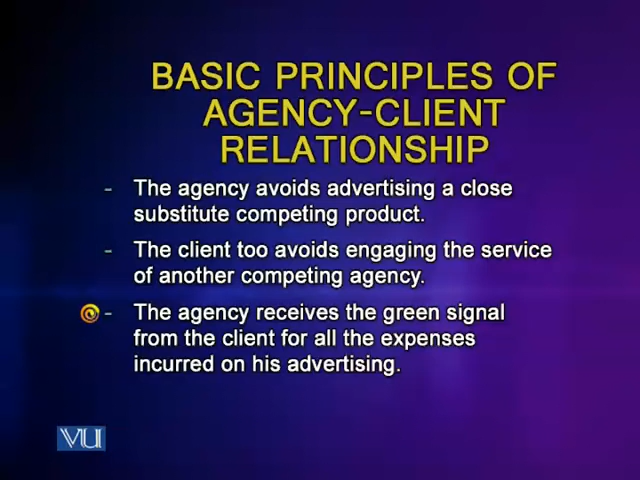 BASIC PRINCIPLES OF
AGENCY-CLIENT
RELATIONSHIP
- The agency avoids advertising a close
substitute competing product.
- The client too avoids engaging the service
of another competing agency.
- The agency receives the green signal
from the client for all the expenses
incurred on his advertising.
VU